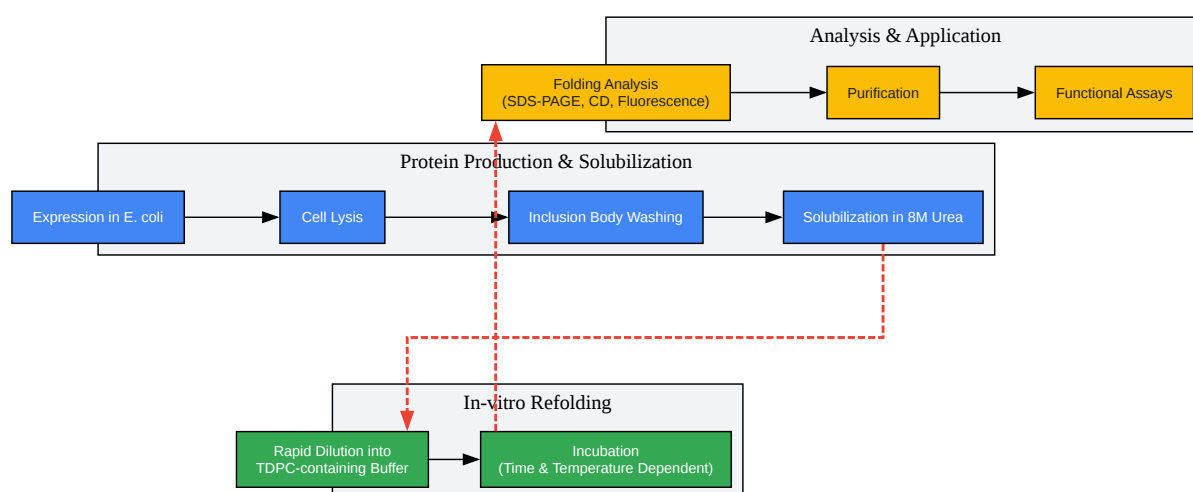 Analysis & Application
Folding Analysis
(SDS-PAGE, CD, Fluorescence)
Purification
Functional Assays
Protein Production & Solubilization
Expression in E. coli
Cell Lysis
Inclusion Body Washing
Solubilization in 8M Urea
In-vitro Refolding
Rapid Dilution into
TDPC-containing Buffer
Incubation
(Time & Temperature Dependent)